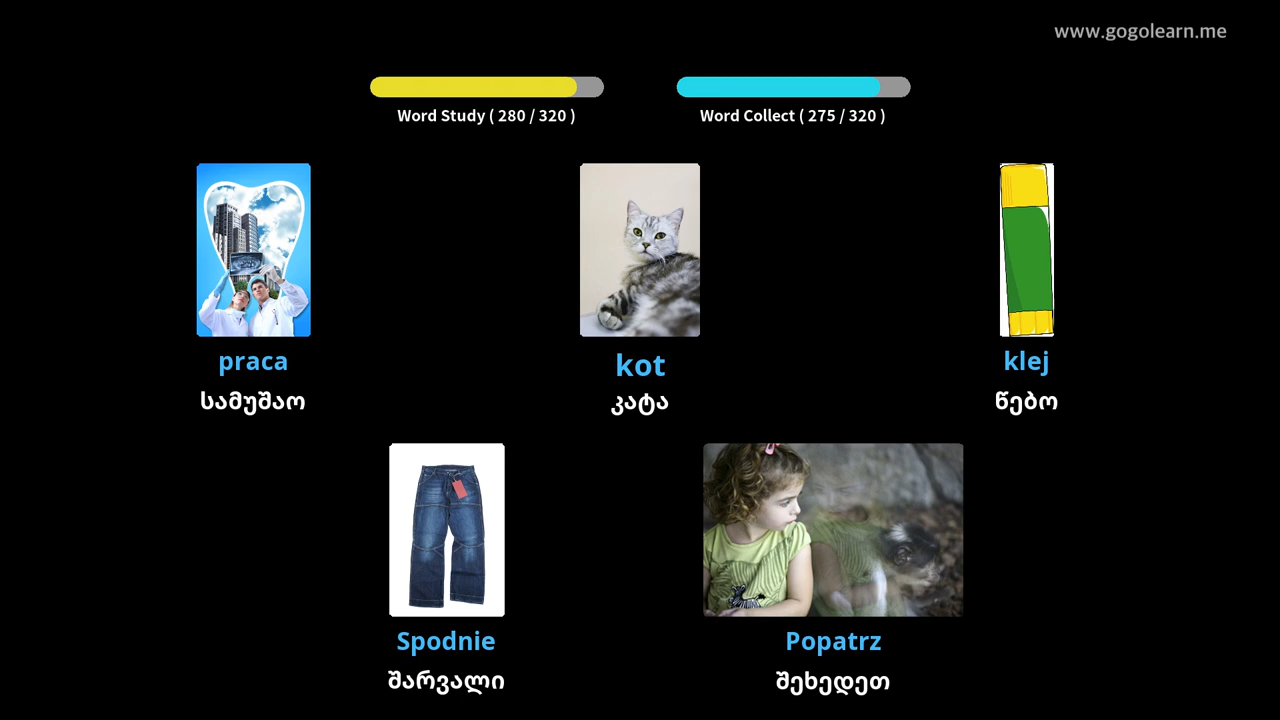 www.gogolearn.me
Word Study ( 280 / 320 )
Word Collect ( 275 / 320 )
praca
kot
klej
სამუშაო
კატა
წებო
Spodnie
Popatrz
შარვალი
შეხედეთ